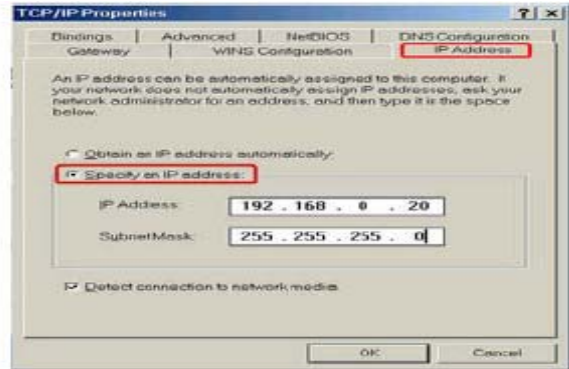 TCP/IP Properties
Bindings Advanced NetBIOS DNS Configuration
Gateway WINS Configuration IP Address
An IP address can be automatically assigned to this computer. If
your network does not automatically assign IP addresses, ask your
network administrator for an address, and then type it in the space
below.
Obtain an IP address automatically
Specify an IP address:
IP Address: 192 . 168 . 0 . 20
Subnet Mask: 255 . 255 . 255 . 0
Detect connection to network media
OK Cancel